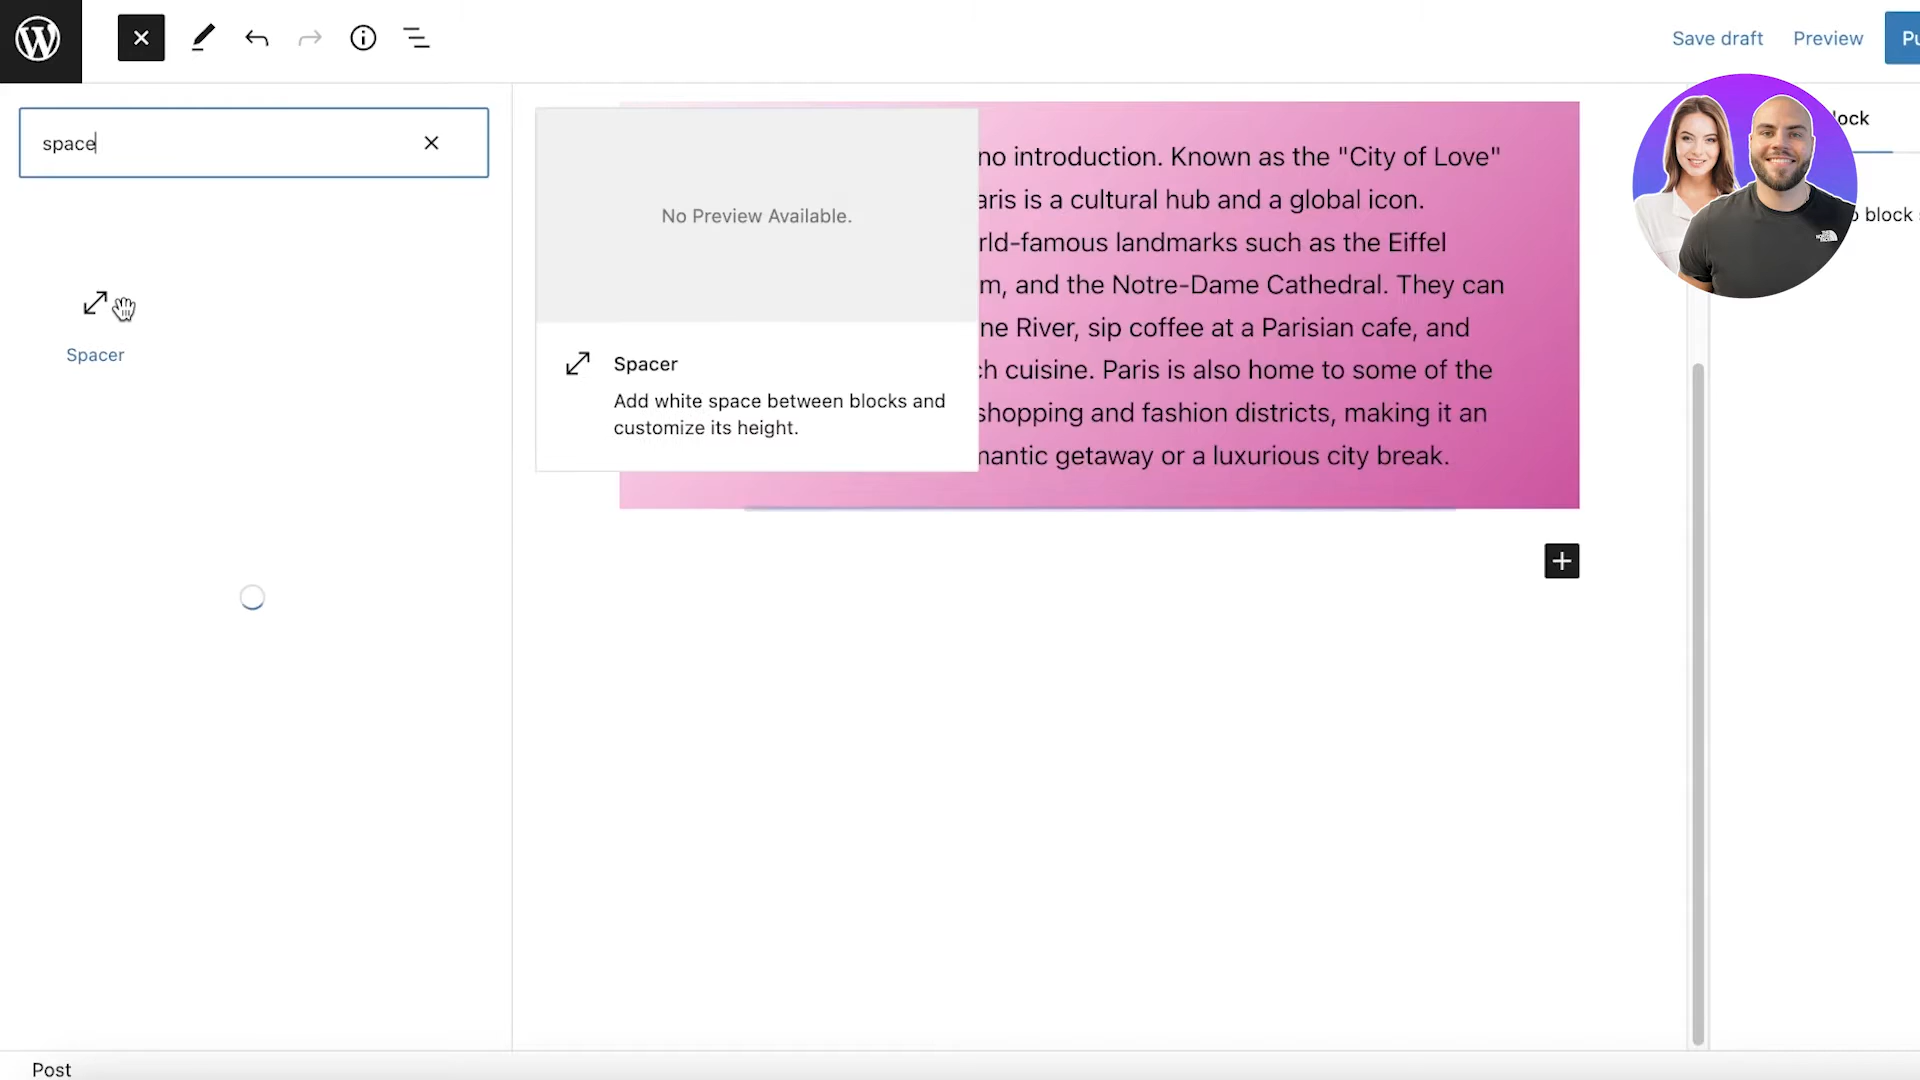 Save draft
Preview
Pu
space
lock
No Preview Available.
no introduction. Known as the "City of Love"
aris is a cultural hub and a global icon.
rld-famous landmarks such as the Eiffel
m, and the Notre-Dame Cathedral. They can
ne River, sip coffee at a Parisian cafe, and
ch cuisine. Paris is also home to some of the
shopping and fashion districts, making it an
mantic getaway or a luxurious city break.
block
Spacer
Spacer
Add white space between blocks and
customize its height.
Post